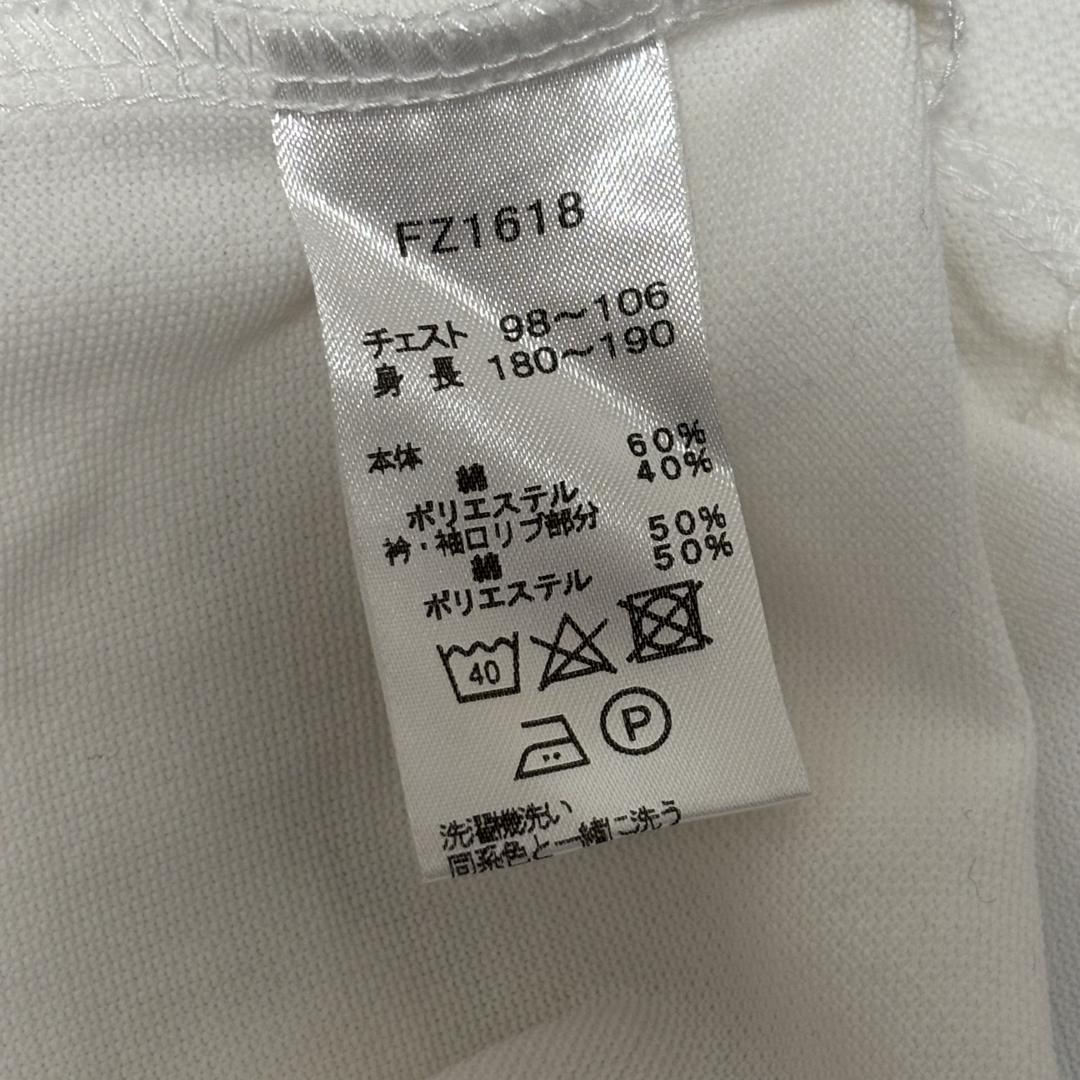 FZ1618
チェスト 98～106
身 長 180～190
本体
綿 60%
ポリエステル 40%
衿・袖口リブ部分
綿 50%
ポリエステル 50%
40
P
洗濯機洗い
同系色と一緒に洗う